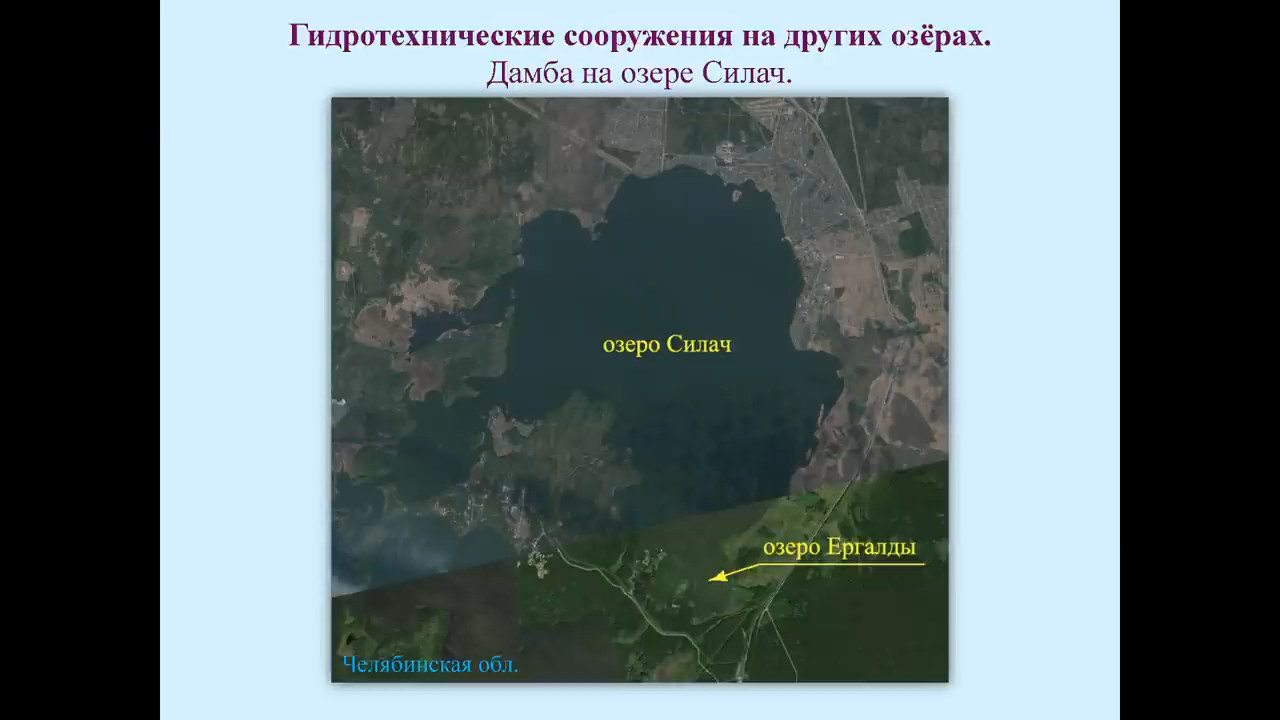 Гидротехнические сооружения на других озёрах.
Дамба на озере Силач.
озеро Силач
озеро Ергалды
Челябинская обл.